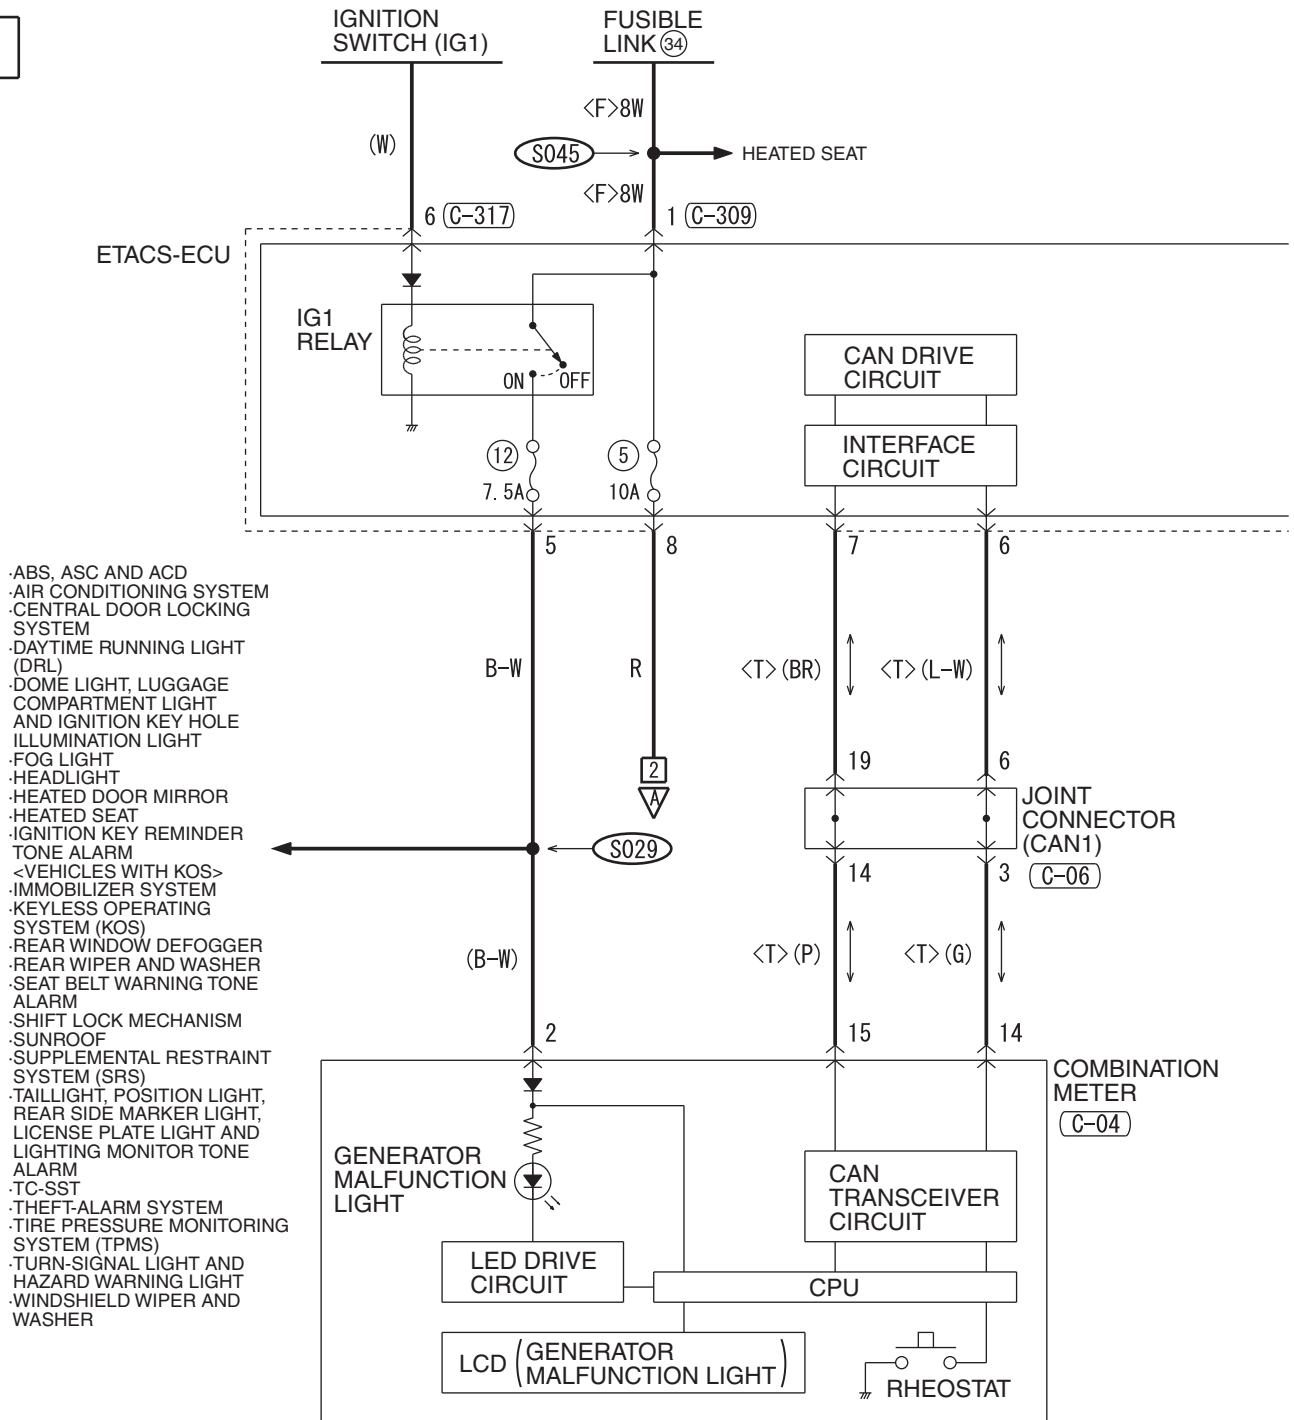 IGNITION
SWITCH (IG1)
FUSIBLE
LINK 34
<F>8W
(W)
S045
HEATED SEAT
<F>8W
6 C-317
1 C-309
ETACS-ECU
IG1
RELAY
ON
OFF
CAN DRIVE
CIRCUIT
INTERFACE
CIRCUIT
12
7.5A
5
10A
5
8
7
6
·ABS, ASC AND ACD
·AIR CONDITIONING SYSTEM
·CENTRAL DOOR LOCKING
SYSTEM
·DAYTIME RUNNING LIGHT
(DRL)
·DOME LIGHT, LUGGAGE
COMPARTMENT LIGHT
AND IGNITION KEY HOLE
ILLUMINATION LIGHT
·FOG LIGHT
·HEADLIGHT
·HEATED DOOR MIRROR
·HEATED SEAT
·IGNITION KEY REMINDER
TONE ALARM
<VEHICLES WITH KOS>
·IMMOBILIZER SYSTEM
·KEYLESS OPERATING
SYSTEM (KOS)
·REAR WINDOW DEFOGGER
·REAR WIPER AND WASHER
·SEAT BELT WARNING TONE
ALARM
·SHIFT LOCK MECHANISM
·SUNROOF
·SUPPLEMENTAL RESTRAINT
SYSTEM (SRS)
·TAILLIGHT, POSITION LIGHT,
REAR SIDE MARKER LIGHT,
LICENSE PLATE LIGHT AND
LIGHTING MONITOR TONE
ALARM
·TC-SST
·THEFT-ALARM SYSTEM
·TIRE PRESSURE MONITORING
SYSTEM (TPMS)
·TURN-SIGNAL LIGHT AND
HAZARD WARNING LIGHT
·WINDSHIELD WIPER AND
WASHER
B-W
R
<T>(BR)
<T>(L-W)
2
A
19
6
JOINT
CONNECTOR
(CAN1)
C-06
S029
14
3
(B-W)
<T>(P)
<T>(G)
2
15
14
COMBINATION
METER
C-04
GENERATOR
MALFUNCTION
LIGHT
CAN
TRANSCEIVER
CIRCUIT
LED DRIVE
CIRCUIT
CPU
LCD (GENERATOR
MALFUNCTION LIGHT)
RHEOSTAT